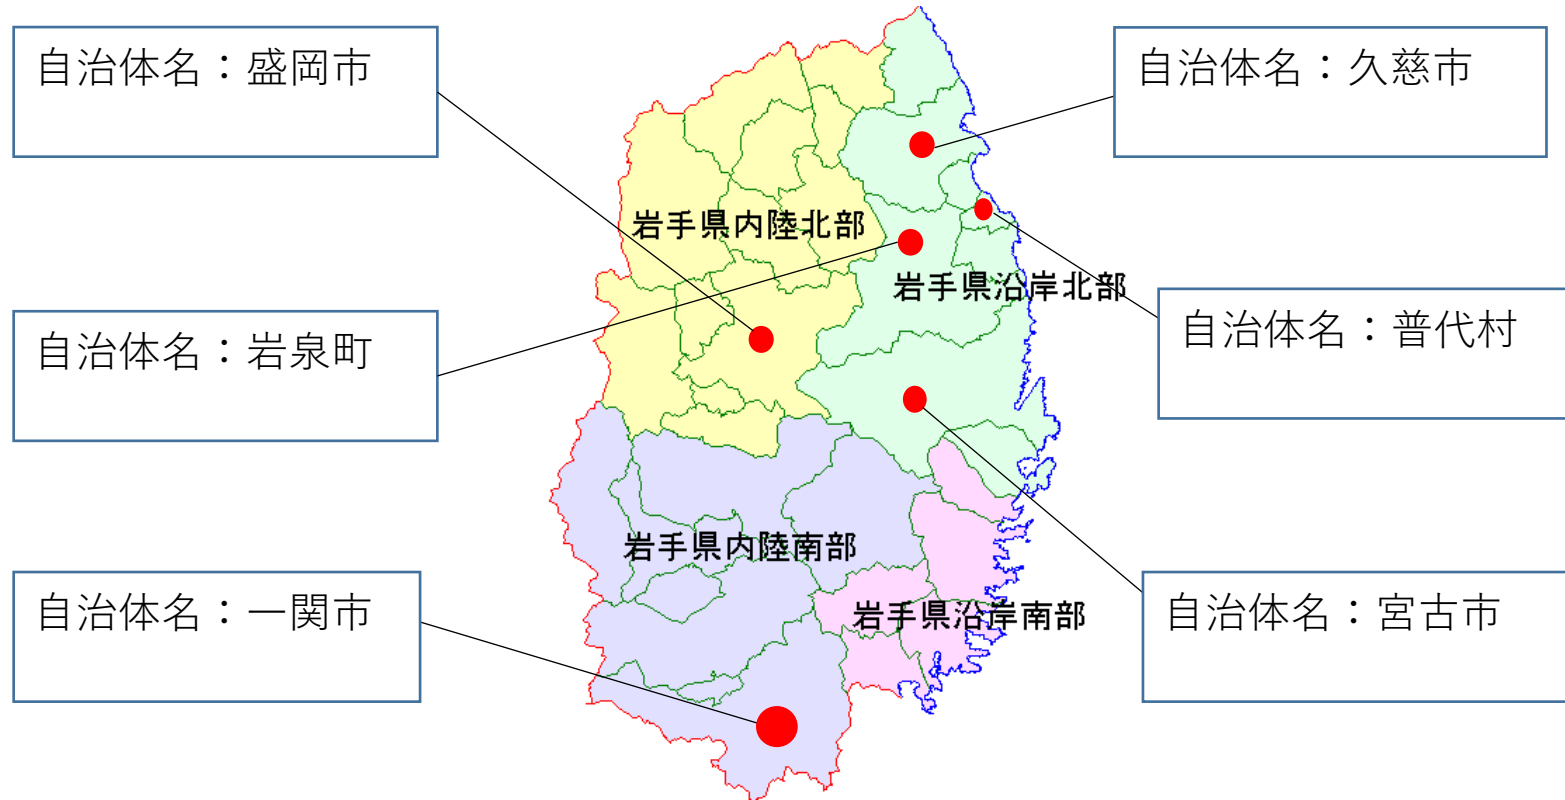 自治体名：盛岡市
自治体名：久慈市
岩手県内陸北部
岩手県沿岸北部
自治体名：岩泉町
自治体名：普代村
岩手県内陸南部
自治体名：一関市
岩手県沿岸南部
自治体名：宮古市